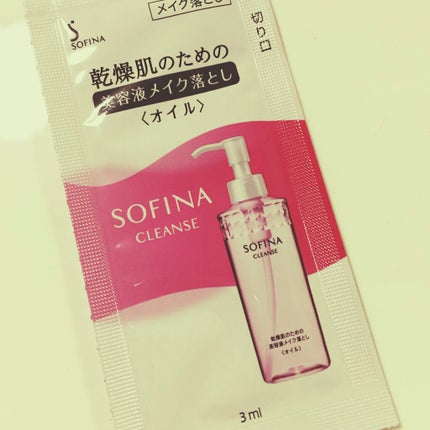 メイク落とし
切り口
SOFINA
乾燥肌のための
美容液メイク落とし
〈オイル〉
SOFINA
CLEANSE
SOFINA
CLEANSE
乾燥肌のための
美容液メイク落とし
〈オイル〉
3ml